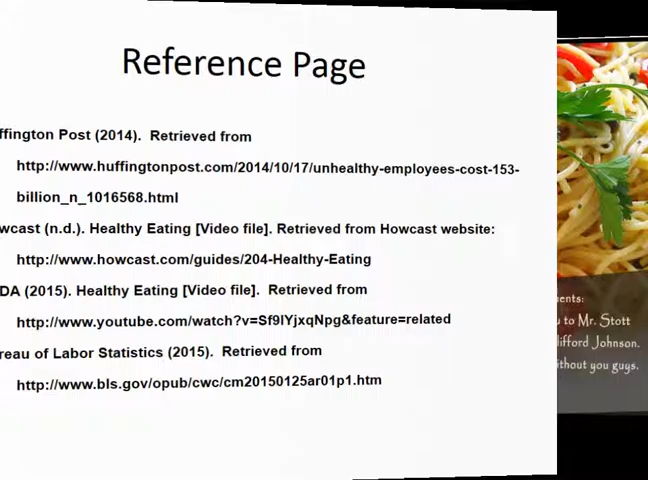 Reference Page
ffington Post (2014). Retrieved from
http://www.huffingtonpost.com/2014/10/17/unhealthy-employees-cost-153-
billion_n_1016568.html
wcast (n.d.). Healthy Eating [Video file]. Retrieved from Howcast website:
http://www.howcast.com/guides/204-Healthy-Eating
DA (2015). Healthy Eating [Video file]. Retrieved from
http://www.youtube.com/watch?v=Sf9lYjxqNpg&feature=related
reau of Labor Statistics (2015). Retrieved from
http://www.bls.gov/opub/cwc/cm20150125ar01p1.htm
ents:
u to Mr. Stott
lifford Johnson.
ithout you guys.